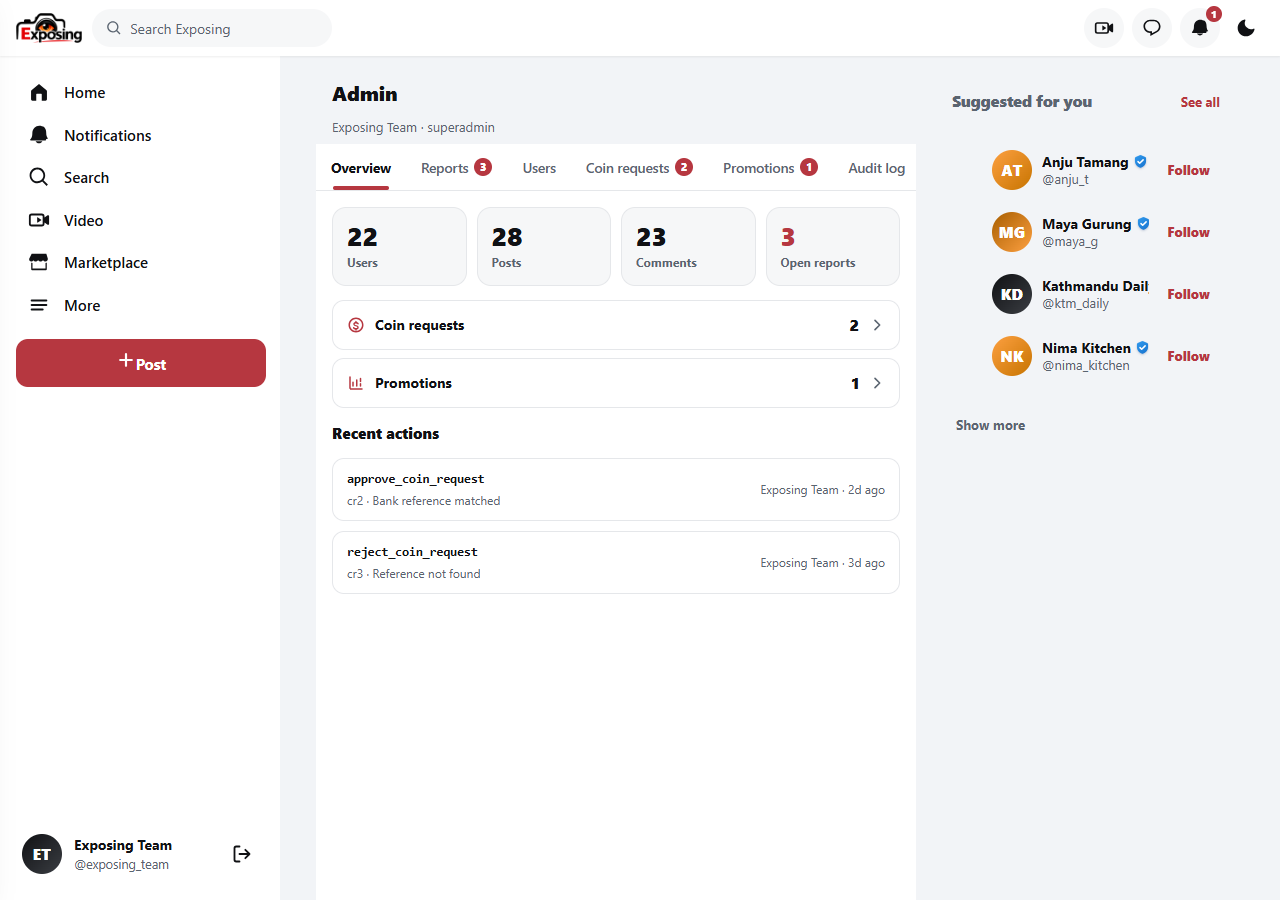 Exposing
Search Exposing
1
Home
Notifications
Search
Video
Marketplace
More
+ Post
Exposing Team
@exposing_team
ET
Admin
Exposing Team · superadmin
Overview
Reports 3
Users
Coin requests 2
Promotions 1
Audit log
22
Users
28
Posts
23
Comments
3
Open reports
Coin requests 2
Promotions 1
Recent actions
approve_coin_request
cr2 · Bank reference matched
Exposing Team · 2d ago
reject_coin_request
cr3 · Reference not found
Exposing Team · 3d ago
Suggested for you
See all
AT
Anju Tamang
@anju_t
Follow
MG
Maya Gurung
@maya_g
Follow
KD
Kathmandu Dail
@ktm_daily
Follow
NK
Nima Kitchen
@nima_kitchen
Follow
Show more